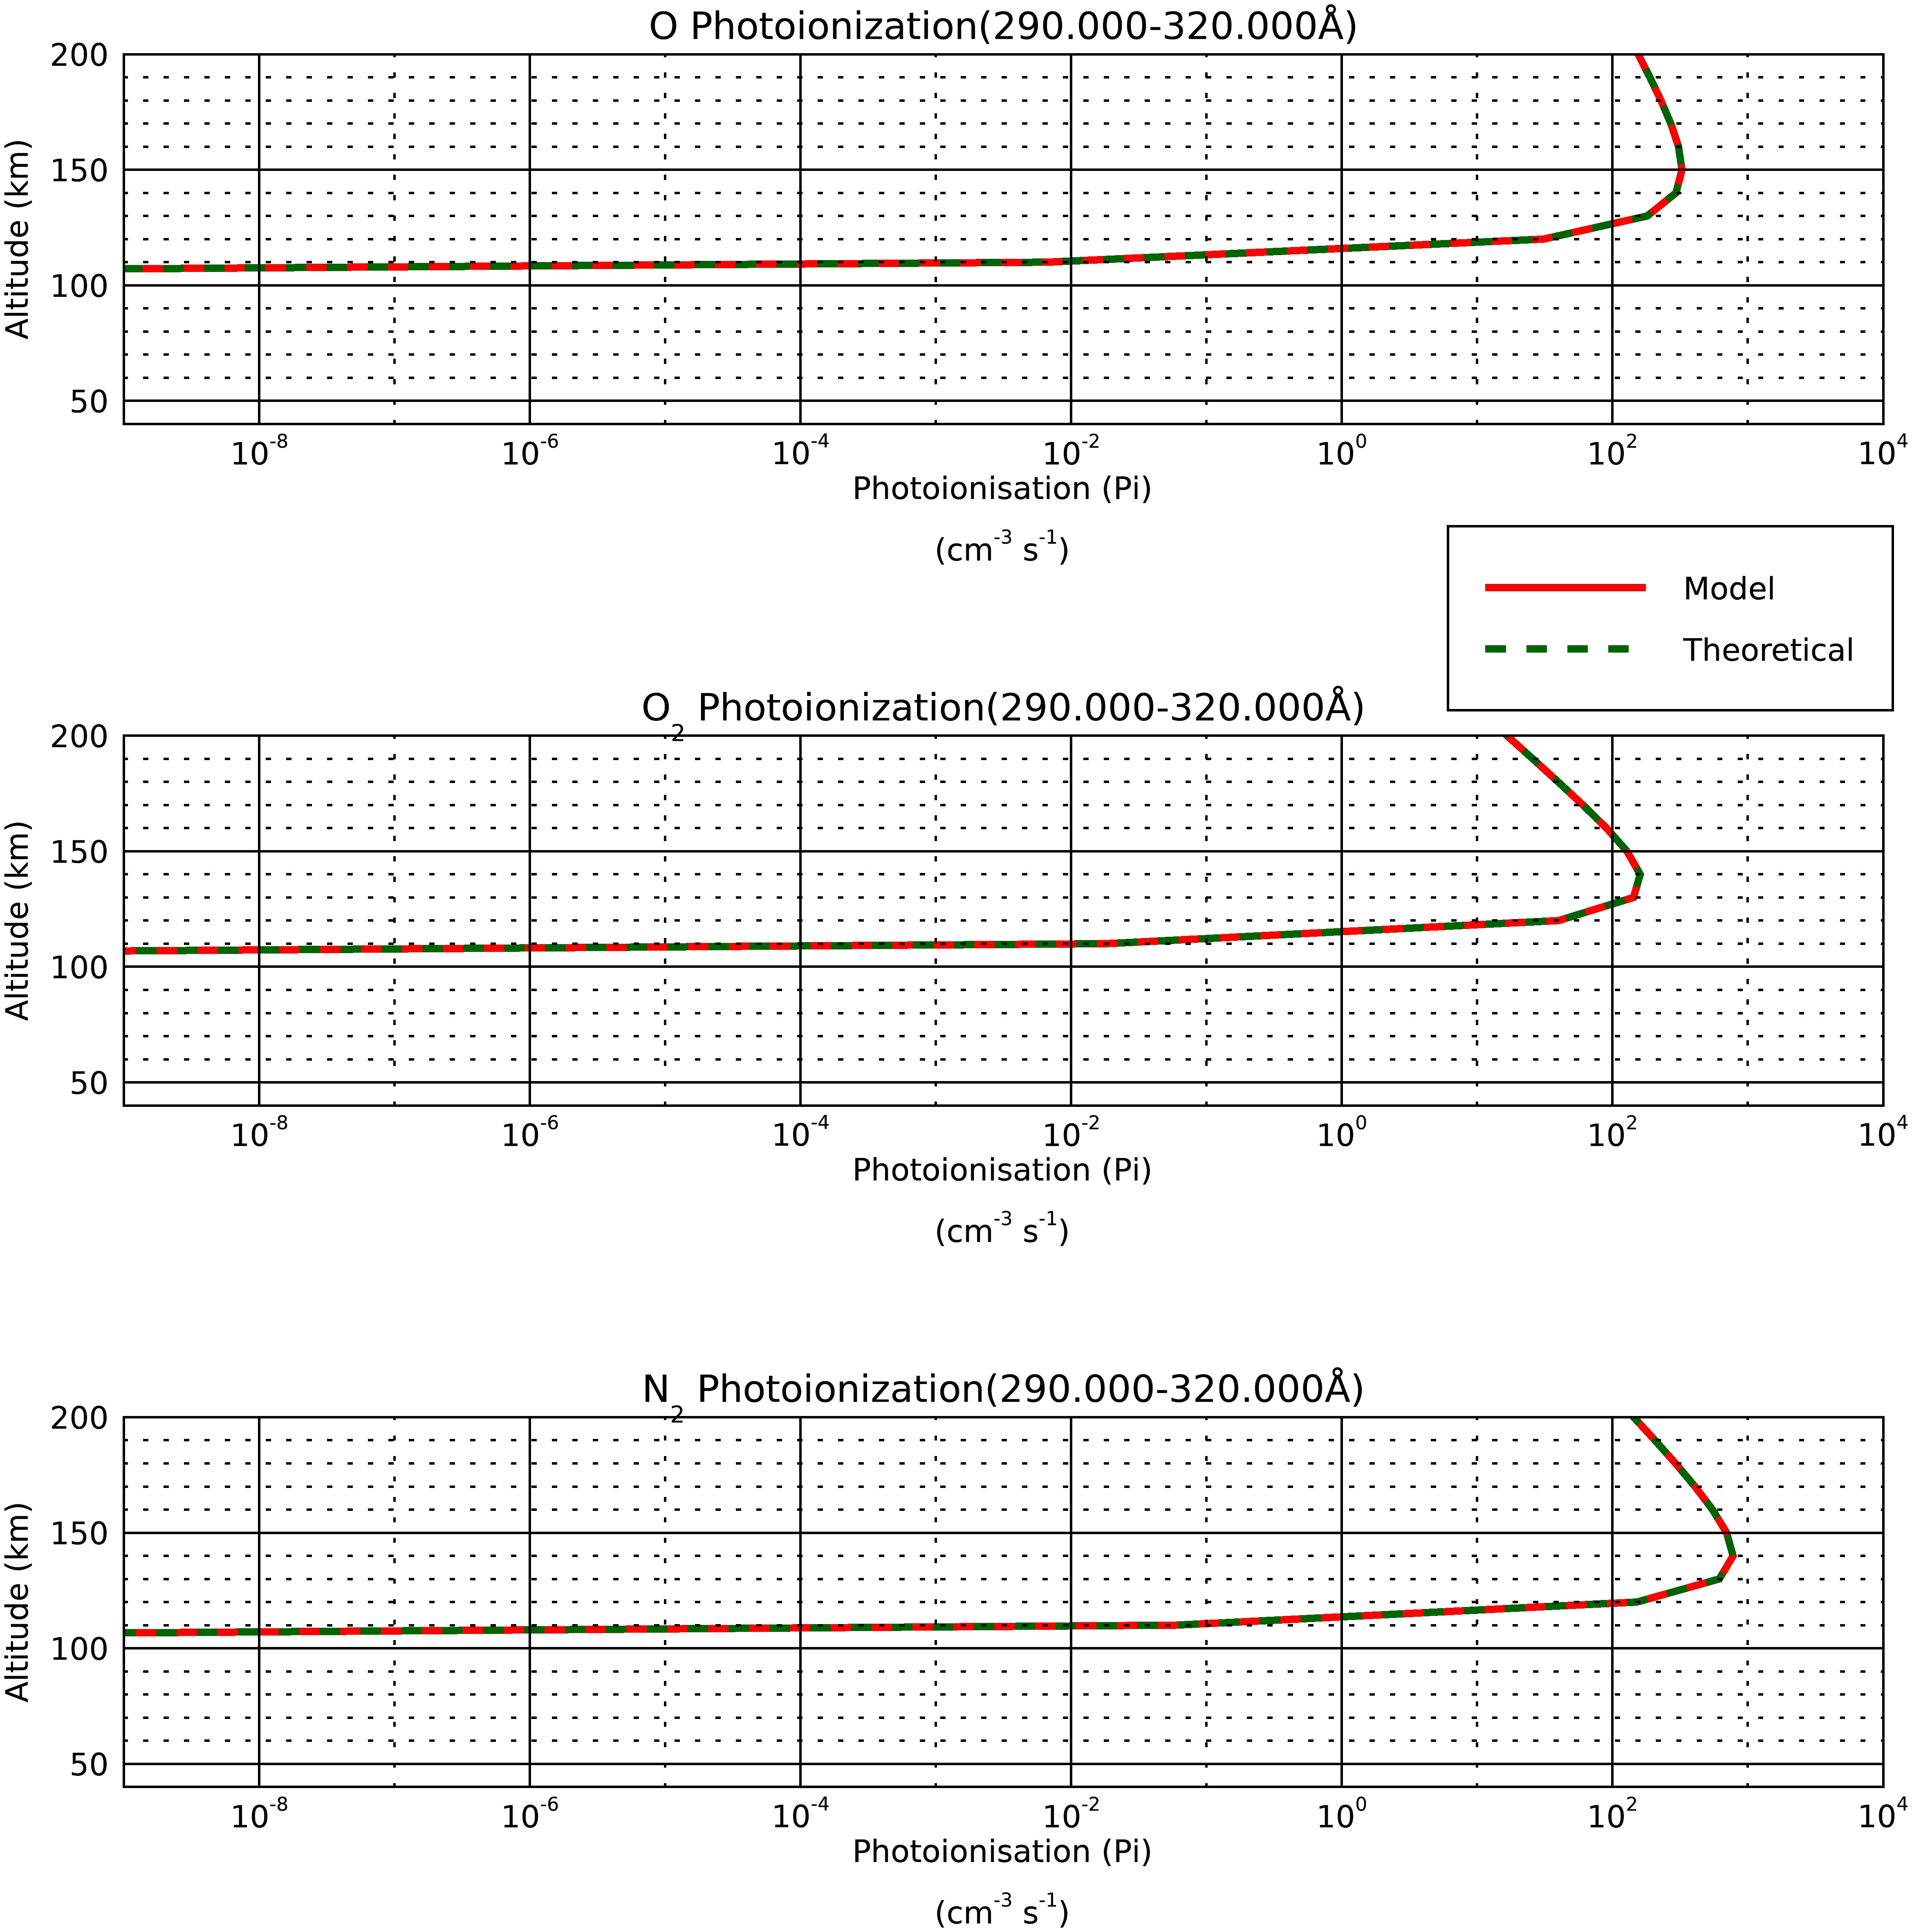 O Photoionization(290.000-320.000Å)
200
150
100
50
Altitude (km)
10⁻⁸ 10⁻⁶ 10⁻⁴ 10⁻² 10⁰ 10² 10⁴
Photoionisation (Pi)
(cm⁻³ s⁻¹)
Model
Theoretical
O₂ Photoionization(290.000-320.000Å)
200
150
100
50
Altitude (km)
10⁻⁸ 10⁻⁶ 10⁻⁴ 10⁻² 10⁰ 10² 10⁴
Photoionisation (Pi)
(cm⁻³ s⁻¹)
N₂ Photoionization(290.000-320.000Å)
200
150
100
50
Altitude (km)
10⁻⁸ 10⁻⁶ 10⁻⁴ 10⁻² 10⁰ 10² 10⁴
Photoionisation (Pi)
(cm⁻³ s⁻¹)